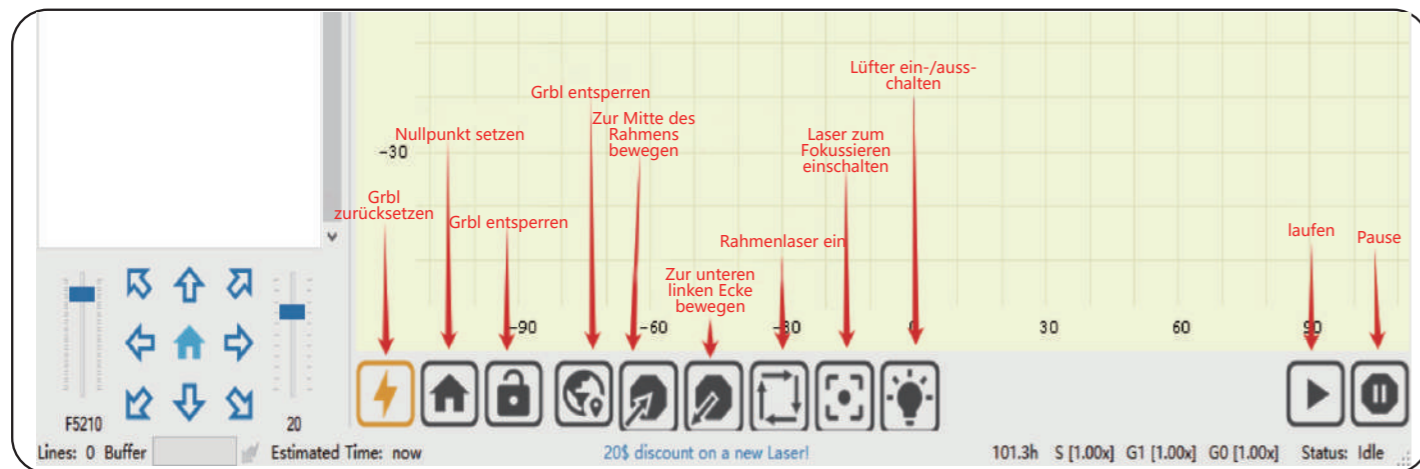 Lüfter ein-/auss-
chalten
Grbl entsperren
Zur Mitte des
Rahmens
bewegen
Nullpunkt setzen
Laser zum
Fokussieren
einschalten
-30
Grbl
zurücksetzen
Grbl entsperren
Rahmenlaser ein
laufen
Pause
Zur unteren
linken Ecke
bewegen
-90 -60 -30 0 30 60 90
F5210 20
Lines: 0 Buffer Estimated Time: now 20$ discount on a new Laser! 101.3h S [1.00x] G1 [1.00x] G0 [1.00x] Status: Idle